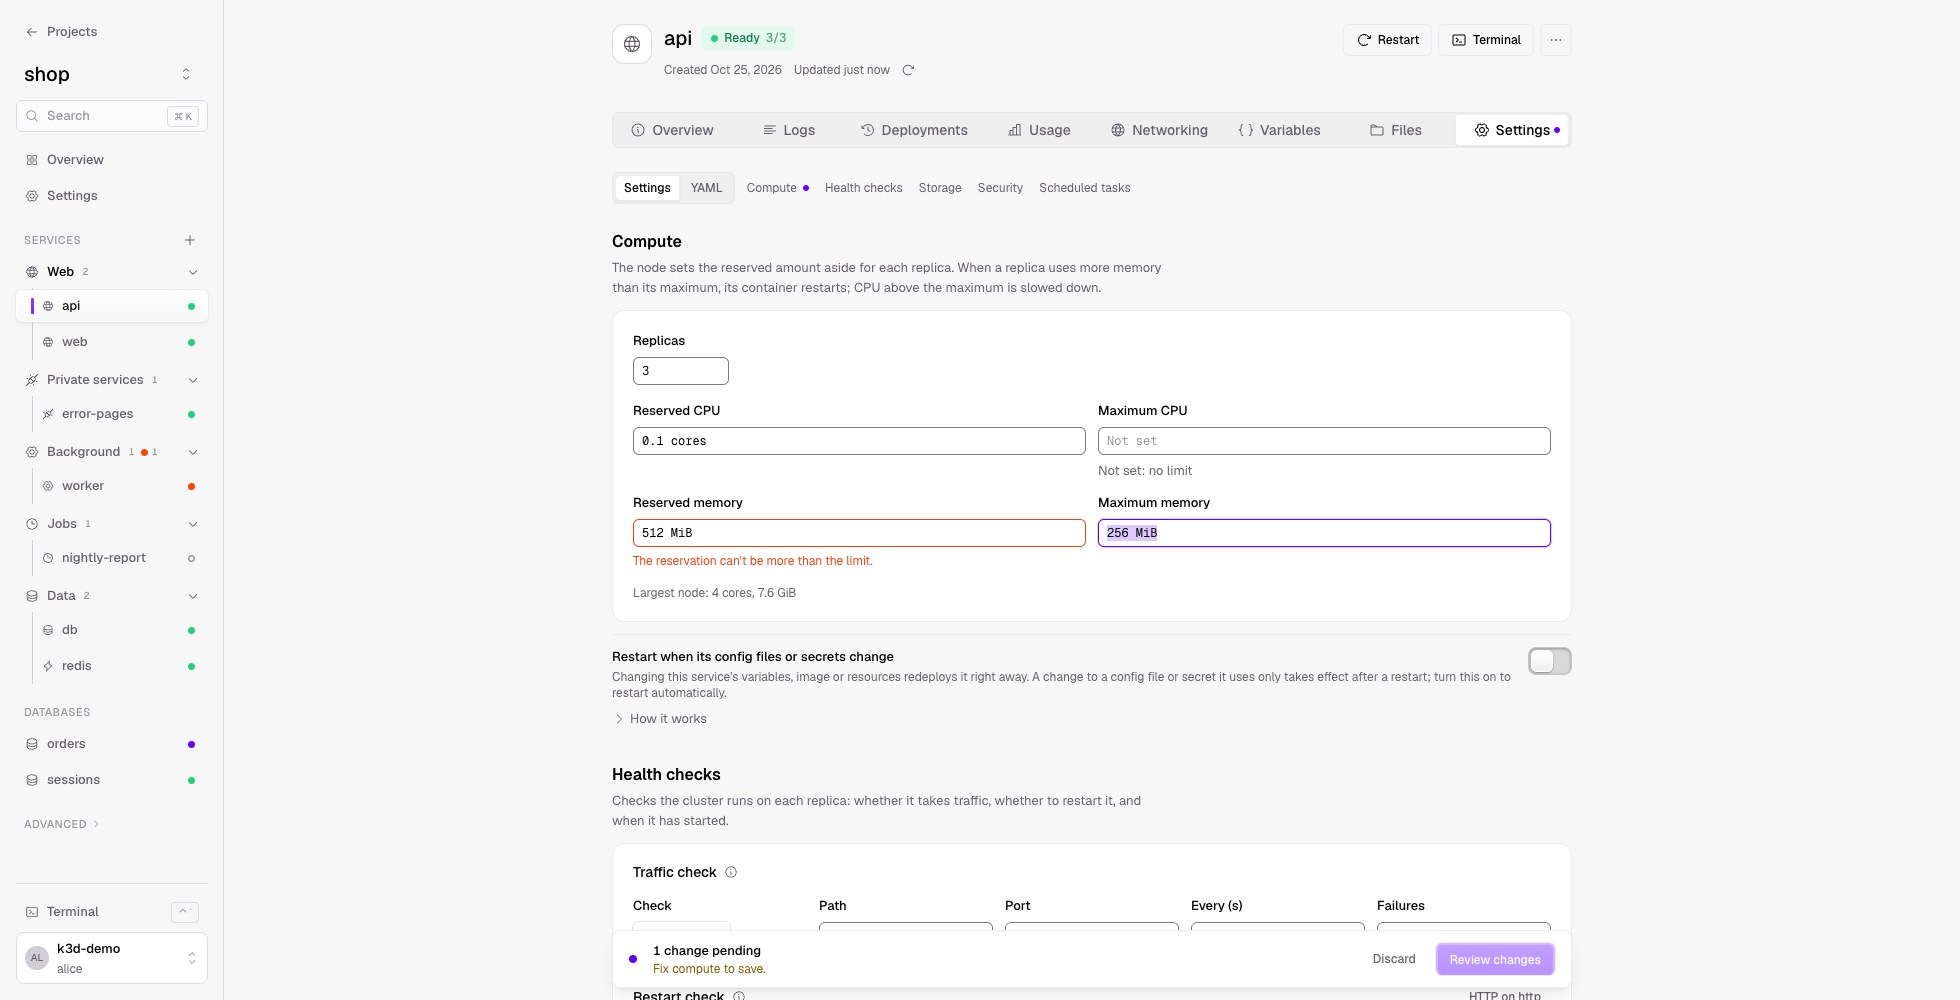 Projects
shop
Search
⌘ K
Overview
Settings
SERVICES
Web 2
api
web
Private services 1
error-pages
Background 1 1
worker
Jobs 1
nightly-report
Data 2
db
redis
DATABASES
orders
sessions
ADVANCED
Terminal
^ `
AL
k3d-demo
alice
api
Ready 3/3
Created Oct 25, 2026 Updated just now
Restart
Terminal
...
Overview
Logs
Deployments
Usage
Networking
{ } Variables
Files
Settings
Settings
YAML
Compute
Health checks
Storage
Security
Scheduled tasks
Compute
The node sets the reserved amount aside for each replica. When a replica uses more memory
than its maximum, its container restarts; CPU above the maximum is slowed down.
Replicas
3
Reserved CPU
0.1 cores
Maximum CPU
Not set
Not set: no limit
Reserved memory
512 MiB
The reservation can't be more than the limit.
Maximum memory
256 MiB
Largest node: 4 cores, 7.6 GiB
Restart when its config files or secrets change
Changing this service's variables, image or resources redeploys it right away. A change to a config file or secret it uses only takes effect after a restart; turn this on to
restart automatically.
How it works
Health checks
Checks the cluster runs on each replica: whether it takes traffic, whether to restart it, and
when it has started.
Traffic check
Check
Path
Port
Every (s)
Failures
1 change pending
Fix compute to save.
Discard
Review changes
Restart check
HTTP on http